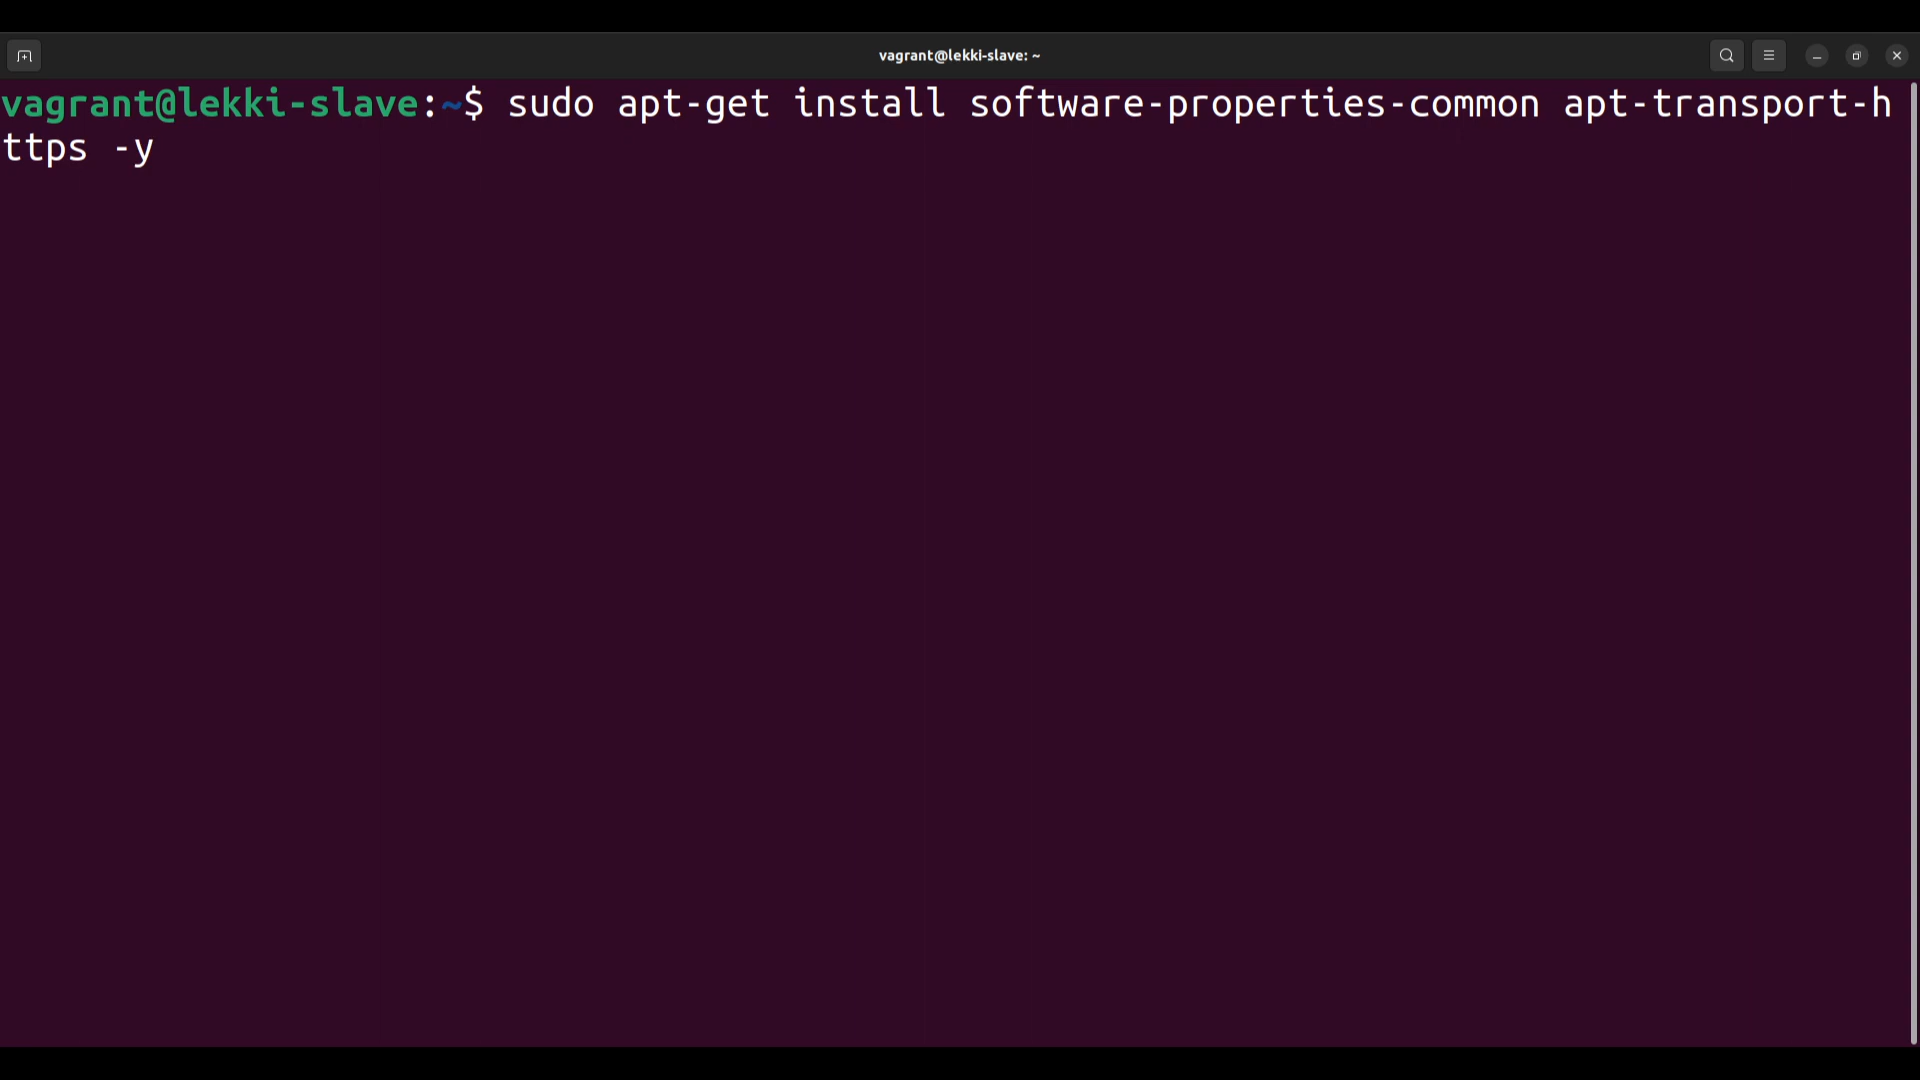 vagrant@lekki-slave: ~
vagrant@lekki-slave:~$ sudo apt-get install software-properties-common apt-transport-h
ttps -y